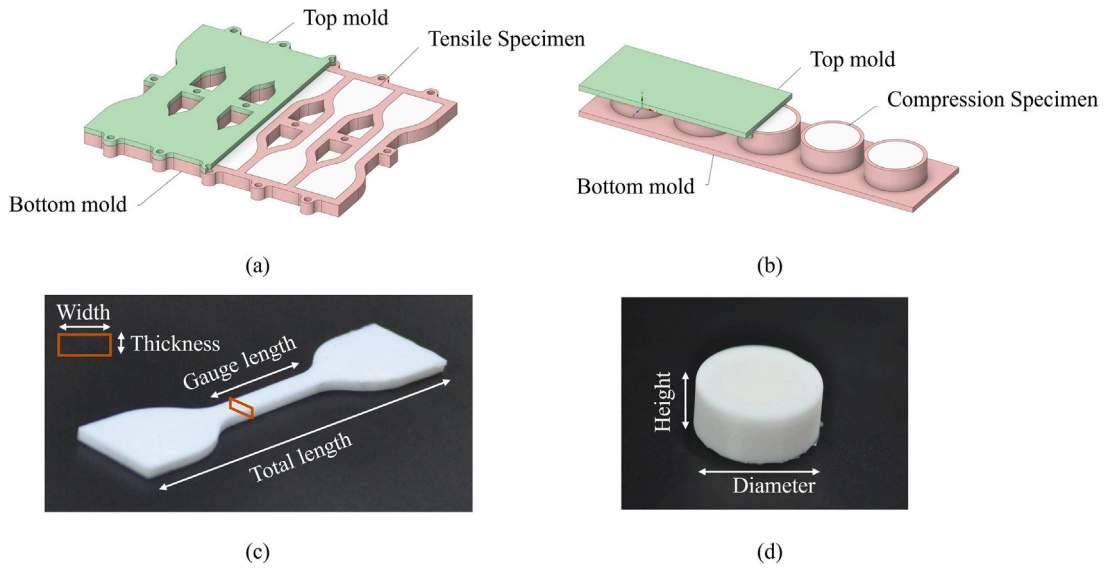 Top mold
Tensile Specimen
Bottom mold
(a)
Top mold
Compression Specimen
Bottom mold
(b)
Width
Thickness
Gauge length
Total length
(c)
Height
Diameter
(d)